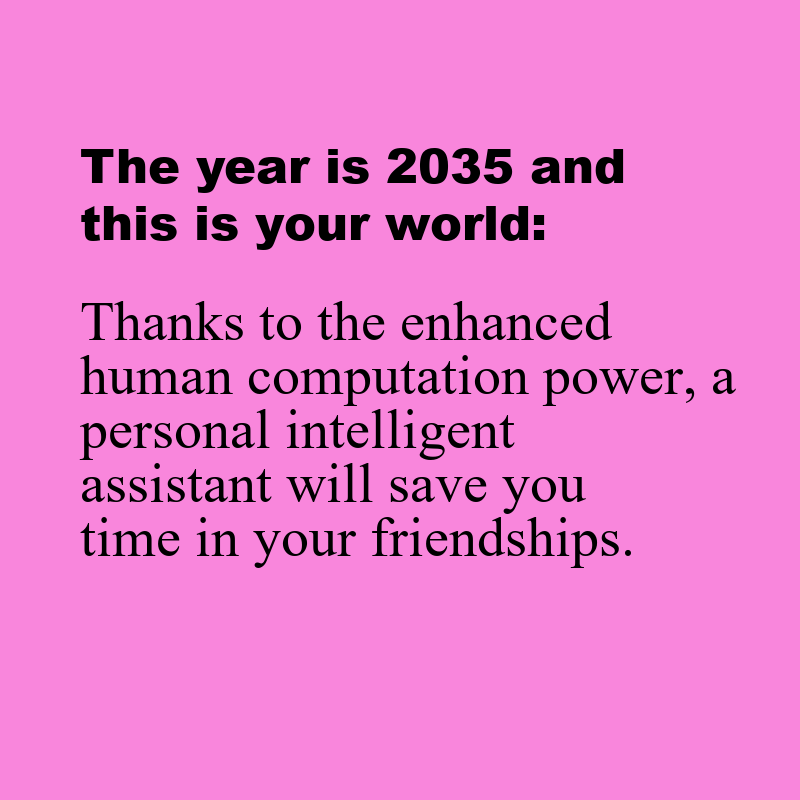 The year is 2035 and
this is your world:
Thanks to the enhanced
human computation power, a
personal intelligent
assistant will save you
time in your friendships.